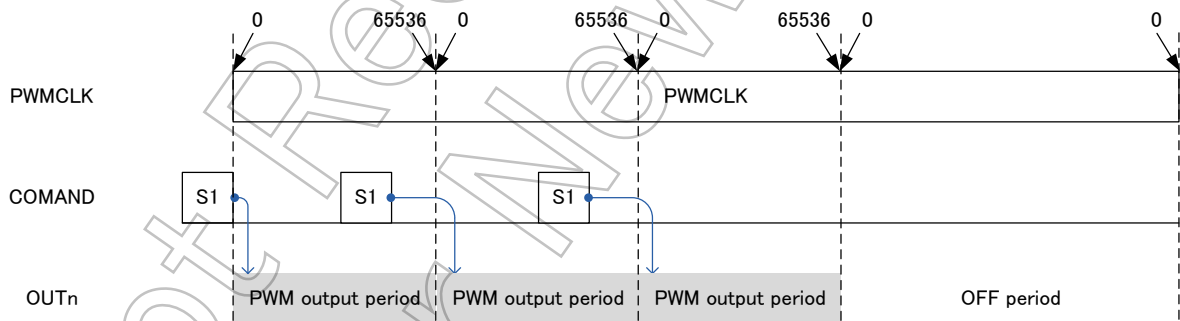 0 65536 0 65536 0 65536 0 0
PWMCLK PWMCLK
COMAND S1 S1 S1
OUTn PWM output period PWM output period PWM output period OFF period